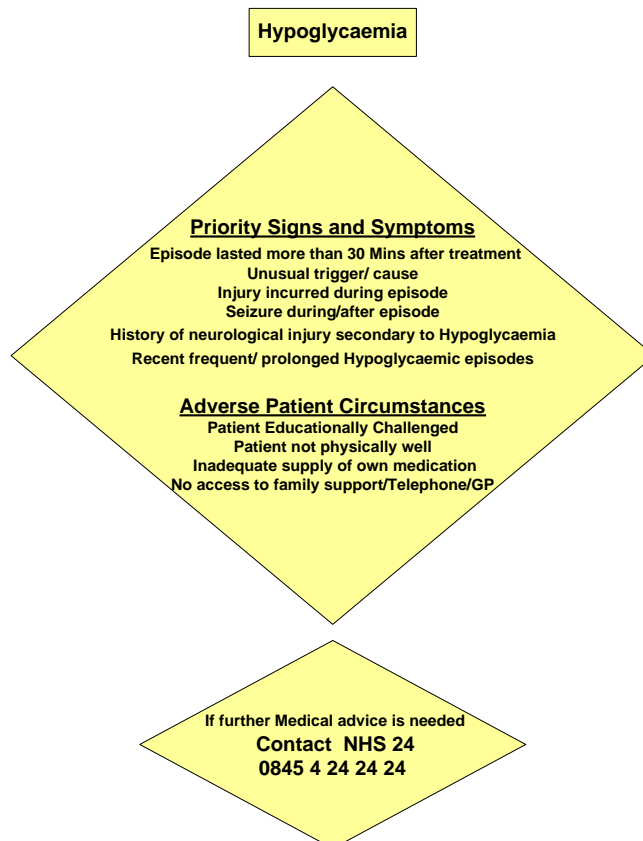 Hypoglycaemia
Priority Signs and Symptoms
Episode lasted more than 30 Mins after treatment
Unusual trigger/ cause
Injury incurred during episode
Seizure during/after episode
History of neurological injury secondary to Hypoglycaemia
Recent frequent/ prolonged Hypoglycaemic episodes
Adverse Patient Circumstances
Patient Educationally Challenged
Patient not physically well
Inadequate supply of own medication
No access to family support/Telephone/GP
If further Medical advice is needed
Contact NHS 24
0845 4 24 24 24